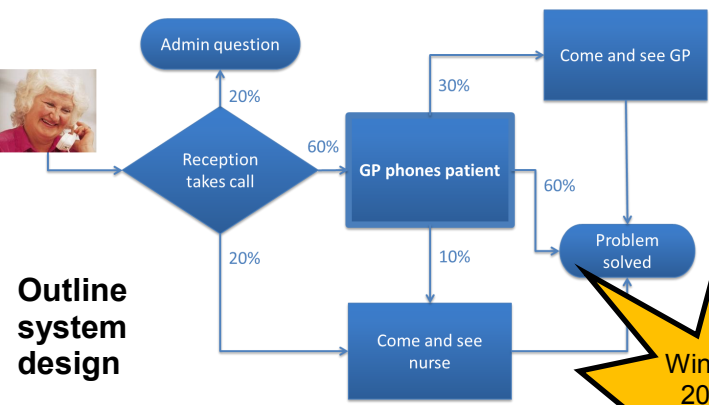 Admin question
20%
Reception
takes call
60%
GP phones patient
30%
Come and see GP
60%
Problem
solved
20%
10%
Come and see
nurse
Outline
system
design